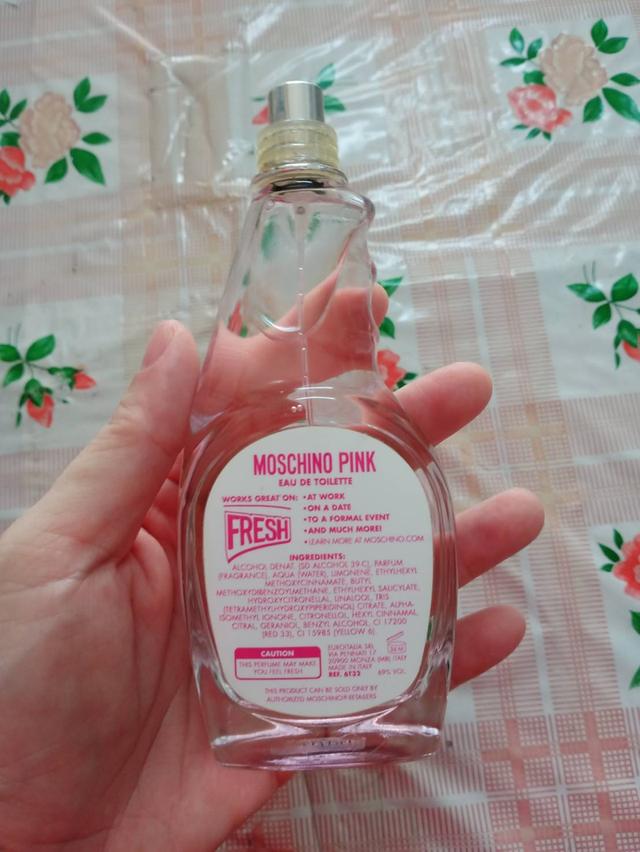 MOSCHINO PINK
EAU DE TOILETTE
WORKS GREAT ON: • AT WORK
• ON A DATE
• TO A FORMAL EVENT
• AND MUCH MORE!
• LEARN MORE AT MOSCHINO.COM
FRESH
INGREDIENTS:
ALCOHOL DENAT. (SD ALCOHOL 39-C), PARFUM
(FRAGRANCE), AQUA (WATER), LIMONENE, ETHYLHEXYL
METHOXYCINNAMATE, BUTYL
METHOXYDIBENZOYLMETHANE, ETHYLHEXYL SALICYLATE,
HYDROXYCITRONELLAL, LINALOOL, TRIS
(TETRAMETHYLHYDROXYPIPERIDINOL) CITRATE, ALPHA-
ISOMETHYL IONONE, CITRONELLOL, HEXYL CINNAMAL,
CITRAL, GERANIOL, BENZYL ALCOHOL, CI 17200
(RED 33), CI 15985 (YELLOW 6).
CAUTION
THIS PERFUME MAY MAKE
YOU FEEL FRESH
EUROITALIA SRL
VIA PENNATI 17
20900 MONZA (MB) ITALY
MADE IN ITALY
REF. 6T32 69% VOL.
36 M
THIS PRODUCT CAN BE SOLD ONLY BY
AUTHORIZED MOSCHINO RETAILERS